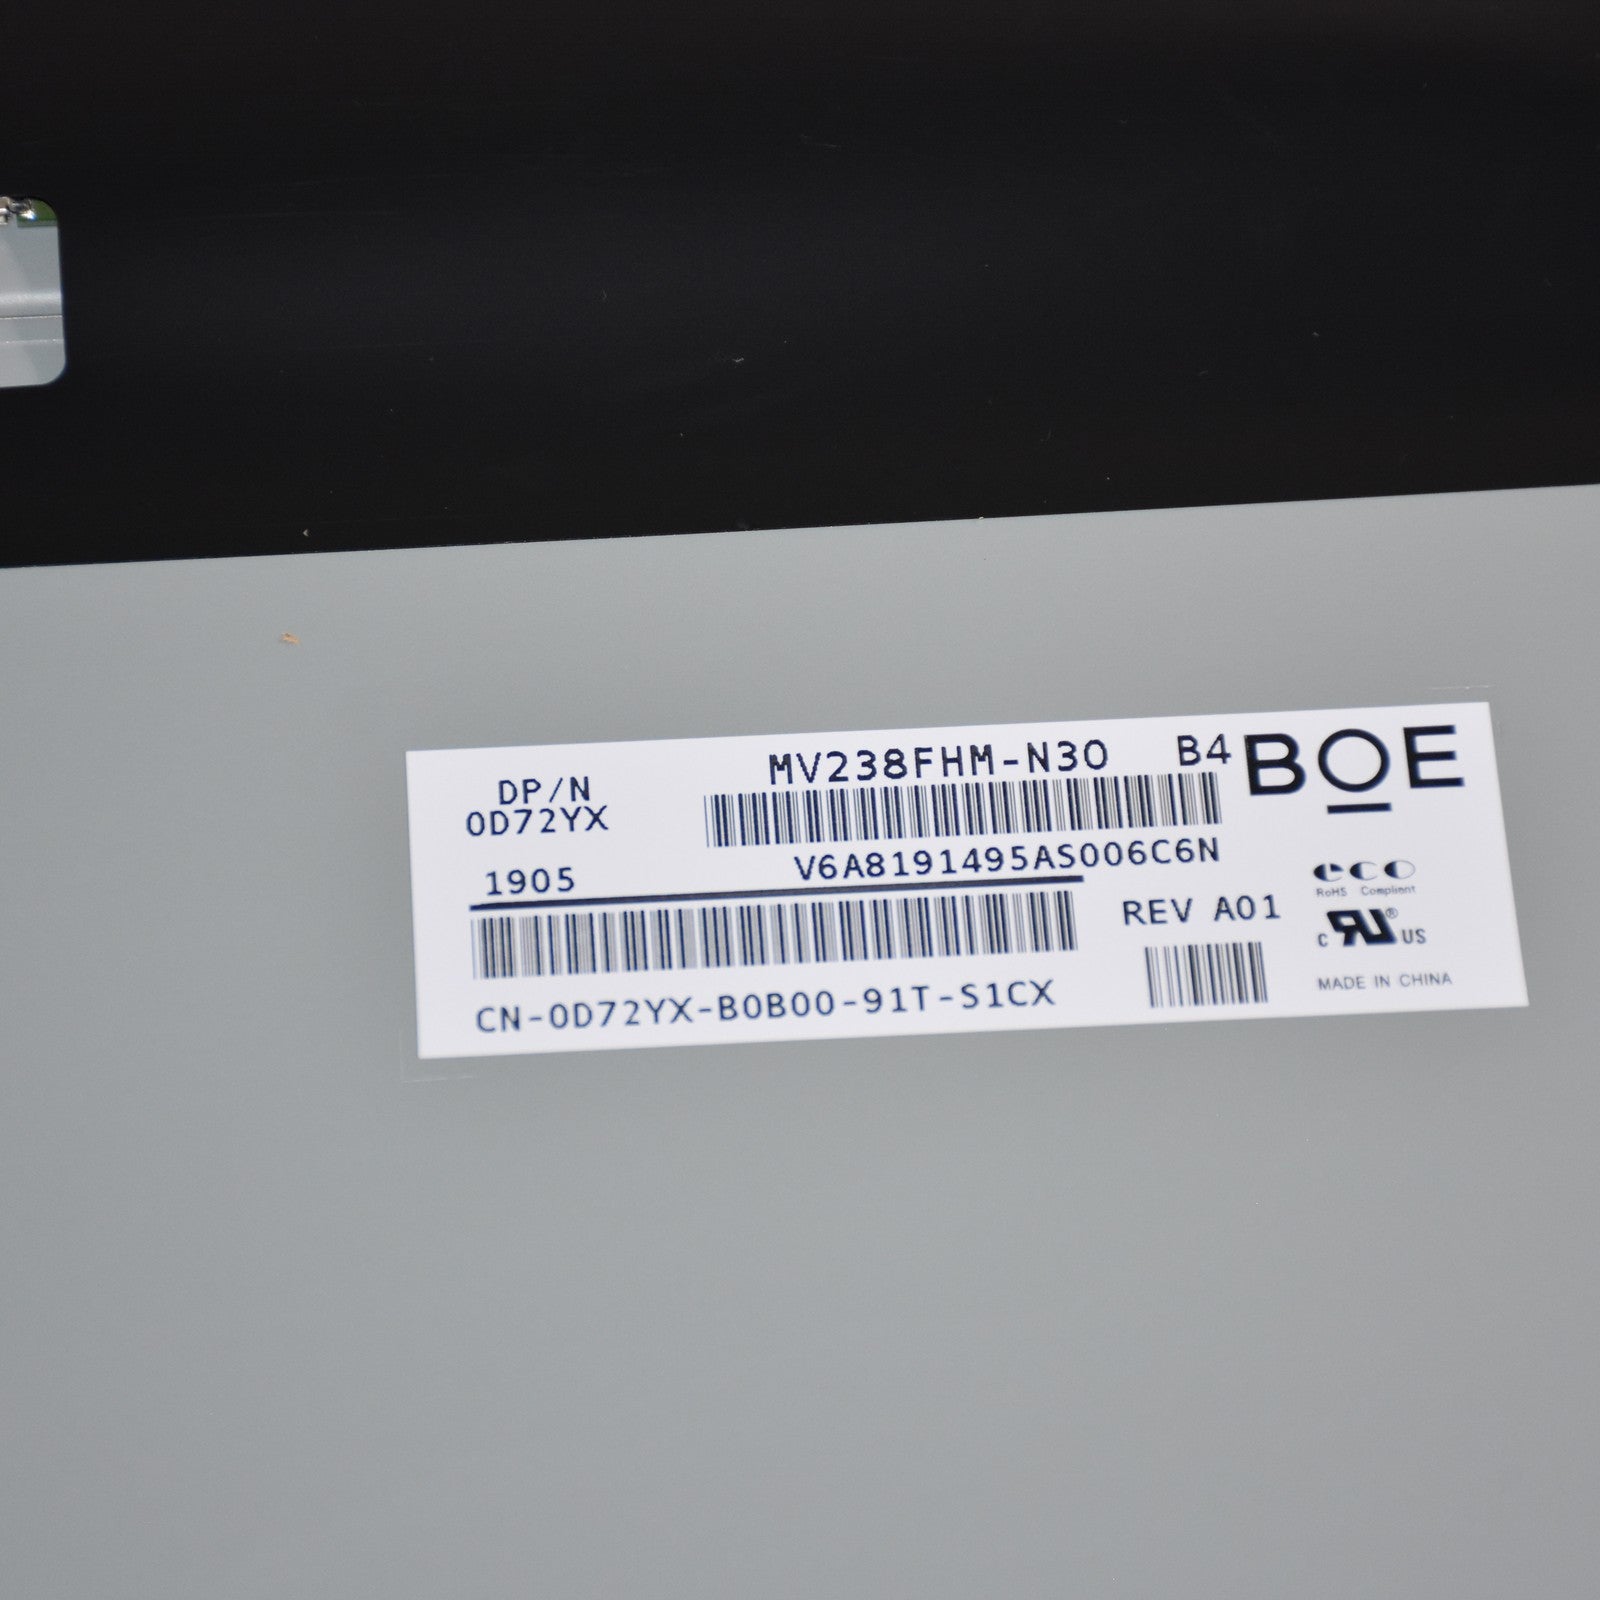 DP/N
0D72YX
1905
MV238FHM-N30 B4
V6A8191495AS006C6N
CN-0D72YX-B0B00-91T-S1CX
REV A01
BOE
eco
RoHS Compliant
c RU ® US
MADE IN CHINA